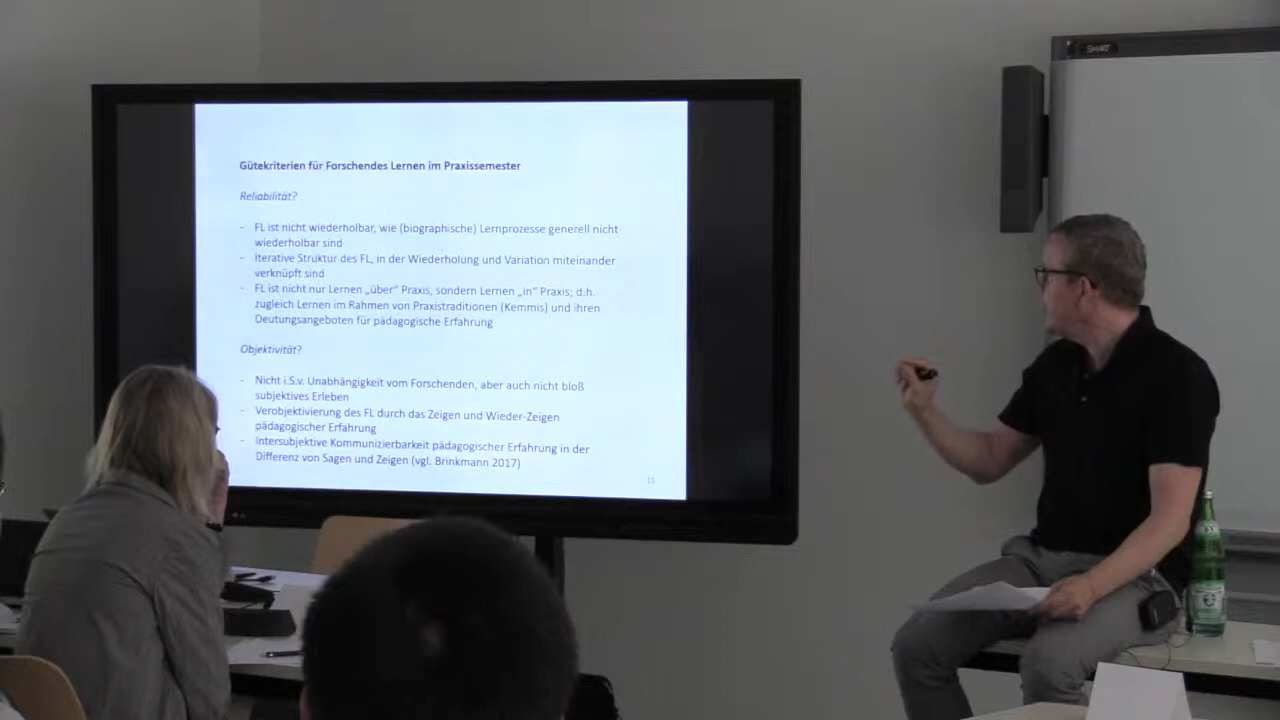 SMART
Gütekriterien für Forschendes Lernen im Praxissemester
Reliabilität?
- FL ist nicht wiederholbar, wie (biographische) Lernprozesse generell nicht
wiederholbar sind
- Iterative Struktur des FL, in der Wiederholung und Variation miteinander
verknüpft sind
- FL ist nicht nur Lernen „über“ Praxis, sondern Lernen „in“ Praxis; d.h.
zugleich Lernen im Rahmen von Praxistraditionen (Kemmis) und ihren
Deutungsangeboten für pädagogische Erfahrung
Objektivität?
- Nicht i.S.v. Unabhängigkeit vom Forschenden, aber auch nicht bloß
subjektives Erleben
- Verobjektivierung des FL durch das Zeigen und Wieder-Zeigen
pädagogischer Erfahrung
- Intersubjektive Kommunizierbarkeit pädagogischer Erfahrung in der
Differenz von Sagen und Zeigen (vgl. Brinkmann 2017)